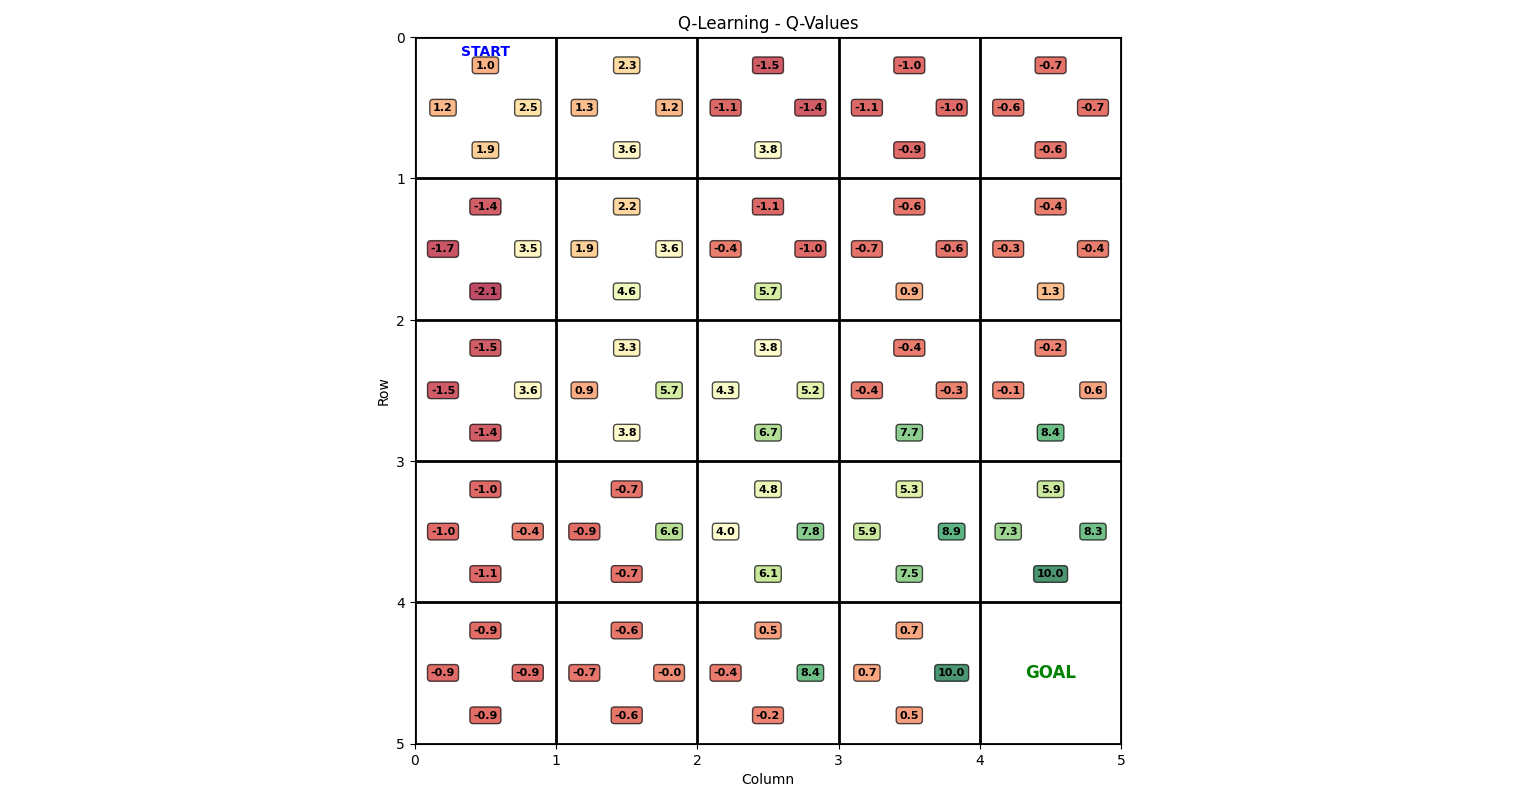 Q-Learning - Q-Values
0
START
1.0 2.3 -1.5 -1.0 -0.7
1.2 2.5 1.3 1.2 -1.1 -1.4 -1.1 -1.0 -0.6 -0.7
1.9 3.6 3.8 -0.9 -0.6
1
-1.4 2.2 -1.1 -0.6 -0.4
-1.7 3.5 1.9 3.6 -0.4 -1.0 -0.7 -0.6 -0.3 -0.4
-2.1 4.6 5.7 0.9 1.3
2
-1.5 3.3 3.8 -0.4 -0.2
Row
-1.5 3.6 0.9 5.7 4.3 5.2 -0.4 -0.3 -0.1 0.6
-1.4 3.8 6.7 7.7 8.4
3
-1.0 -0.7 4.8 5.3 5.9
-1.0 -0.4 -0.9 6.6 4.0 7.8 5.9 8.9 7.3 8.3
-1.1 -0.7 6.1 7.5 10.0
4
-0.9 -0.6 0.5 0.7
-0.9 -0.9 -0.7 -0.0 -0.4 8.4 0.7 10.0 GOAL
-0.9 -0.6 -0.2 0.5
5
0 1 2 3 4 5
Column